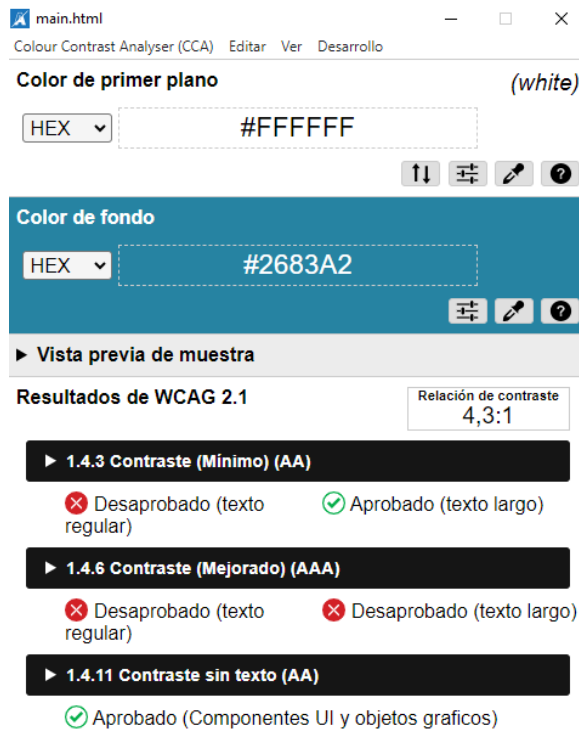 main.html
Colour Contrast Analyser (CCA) Editar Ver Desarrollo
Color de primer plano (white)
HEX #FFFFFF
Color de fondo
HEX #2683A2
Vista previa de muestra
Resultados de WCAG 2.1
Relación de contraste
4,3:1
1.4.3 Contraste (Mínimo) (AA)
Desaprobado (texto regular) Aprobado (texto largo)
1.4.6 Contraste (Mejorado) (AAA)
Desaprobado (texto regular) Desaprobado (texto largo)
1.4.11 Contraste sin texto (AA)
Aprobado (Componentes UI y objetos graficos)